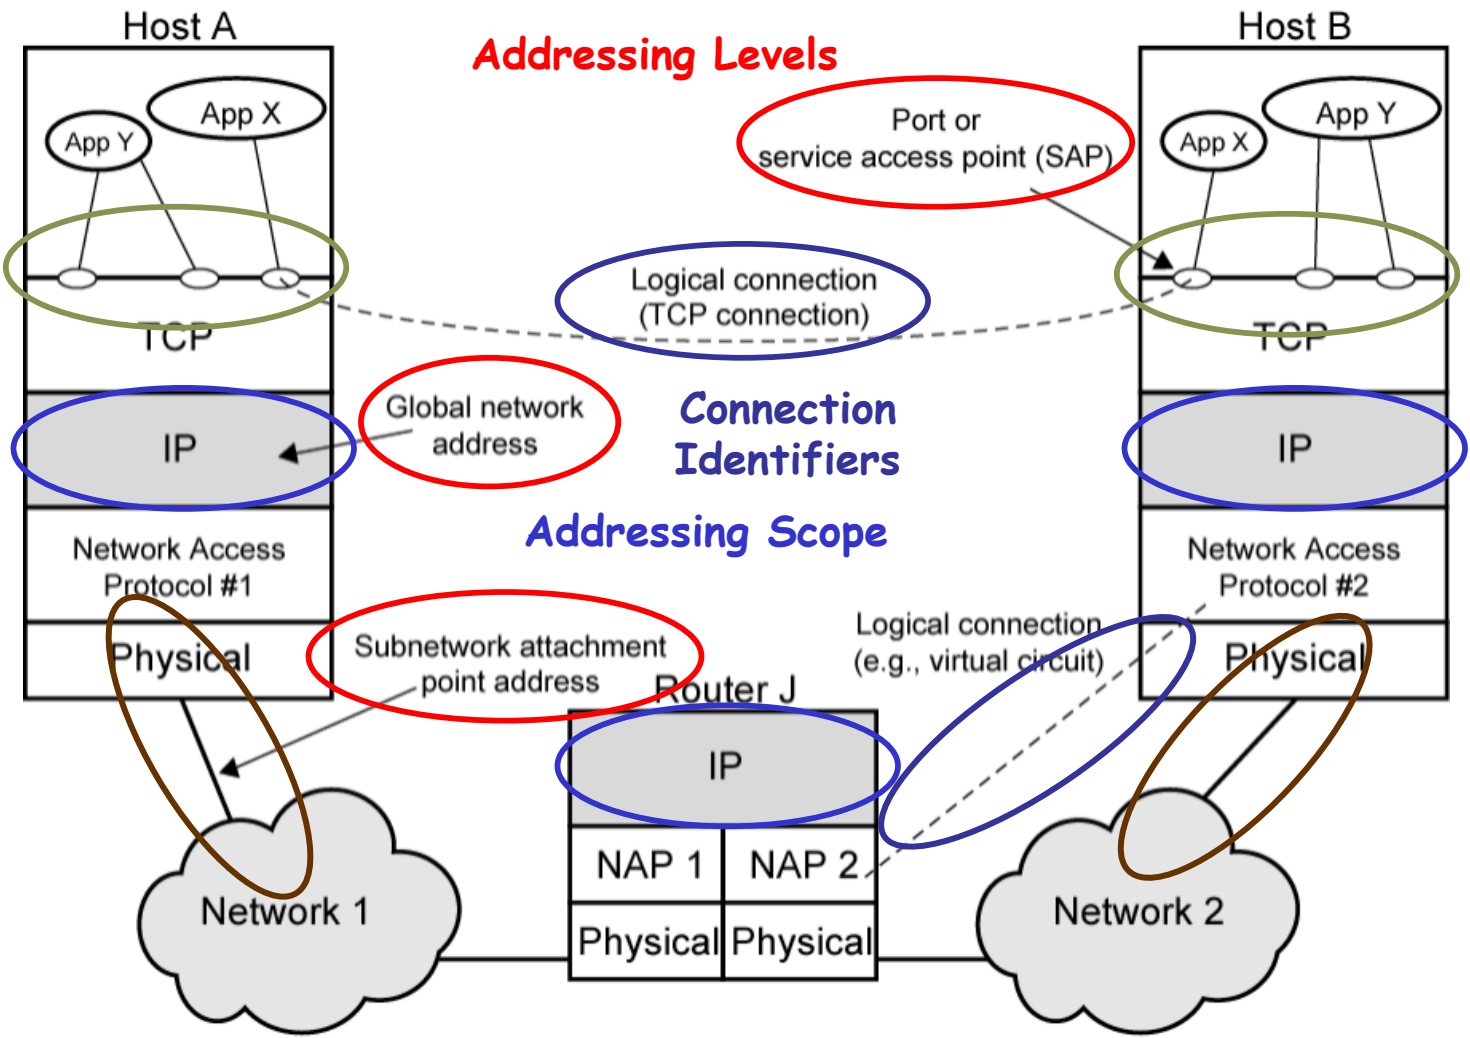 Host A
Host B
Addressing Levels
App X
App Y
Port or
service access point (SAP)
App Y
App X
Logical connection
(TCP connection)
TCP
TCP
Global network
address
Connection
Identifiers
IP
IP
Addressing Scope
Network Access
Protocol #1
Network Access
Protocol #2
Subnetwork attachment
point address
Logical connection
(e.g., virtual circuit)
Physical
Physical
Router J
IP
NAP 1
NAP 2
Network 1
Network 2
Physical
Physical